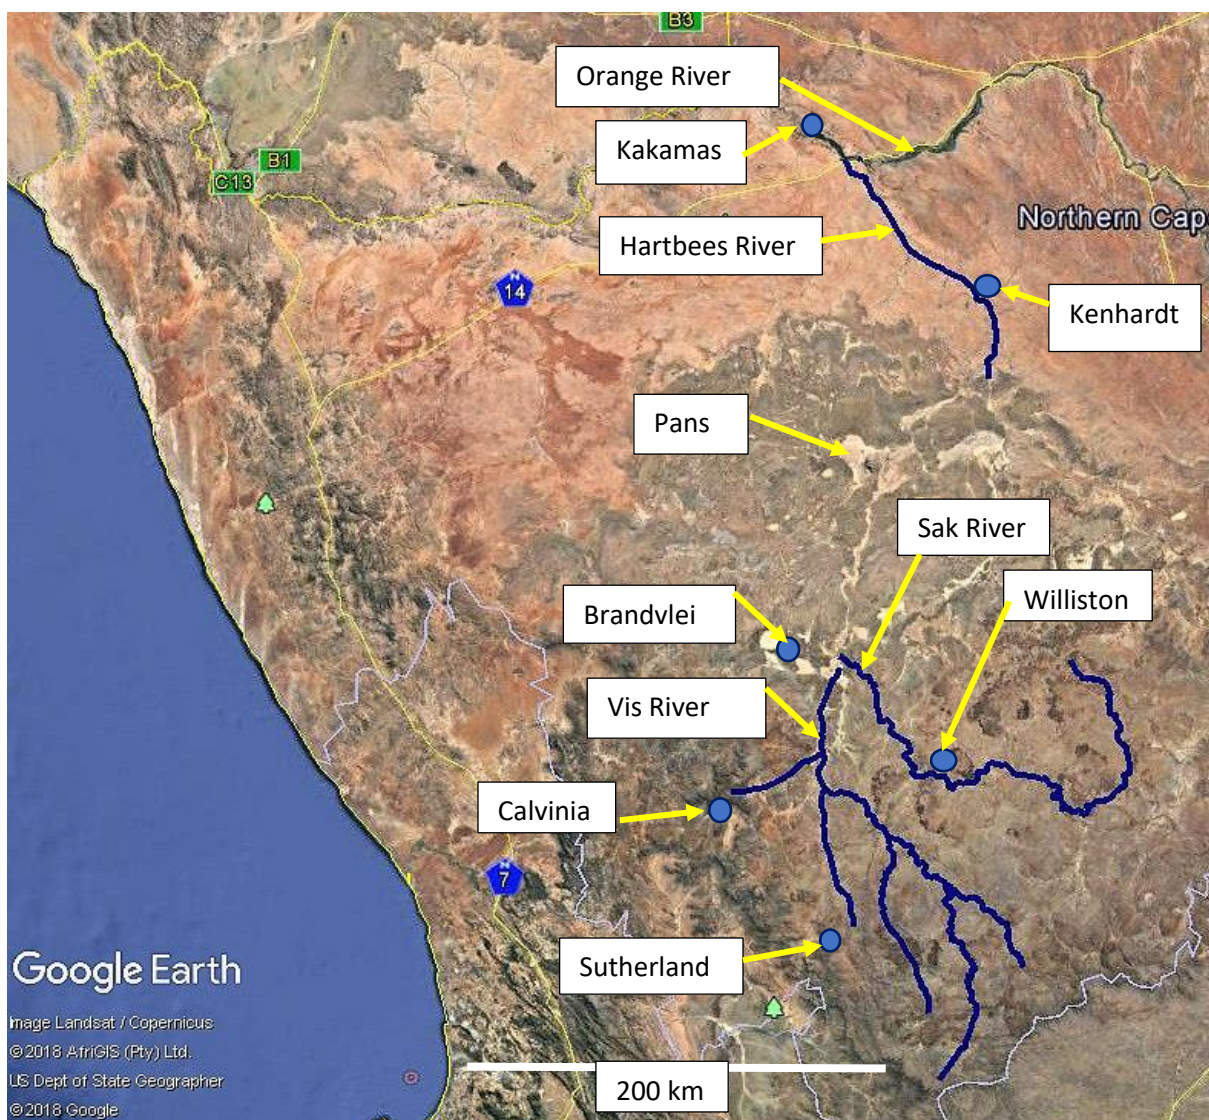 B3
Orange River
Kakamas
B1
C13
Northern Cap
Hartbees River
N
14
Kenhardt
Pans
Sak River
Williston
Brandvlei
Vis River
Calvinia
N
7
Sutherland
Google Earth
Image Landsat / Copernicus
©2018 AfriGIS (Pty) Ltd.
US Dept of State Geographer
©2018 Google
200 km